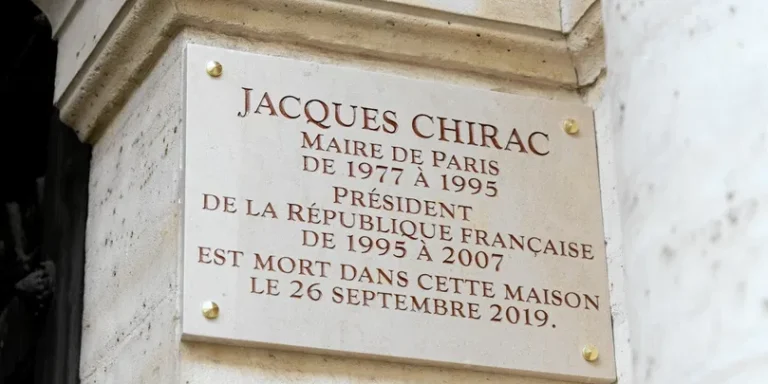 JACQUES CHIRAC
MAIRE DE PARIS
DE 1977 À 1995
PRÉSIDENT
DE LA RÉPUBLIQUE FRANÇAISE
DE 1995 À 2007
EST MORT DANS CETTE MAISON
LE 26 SEPTEMBRE 2019.